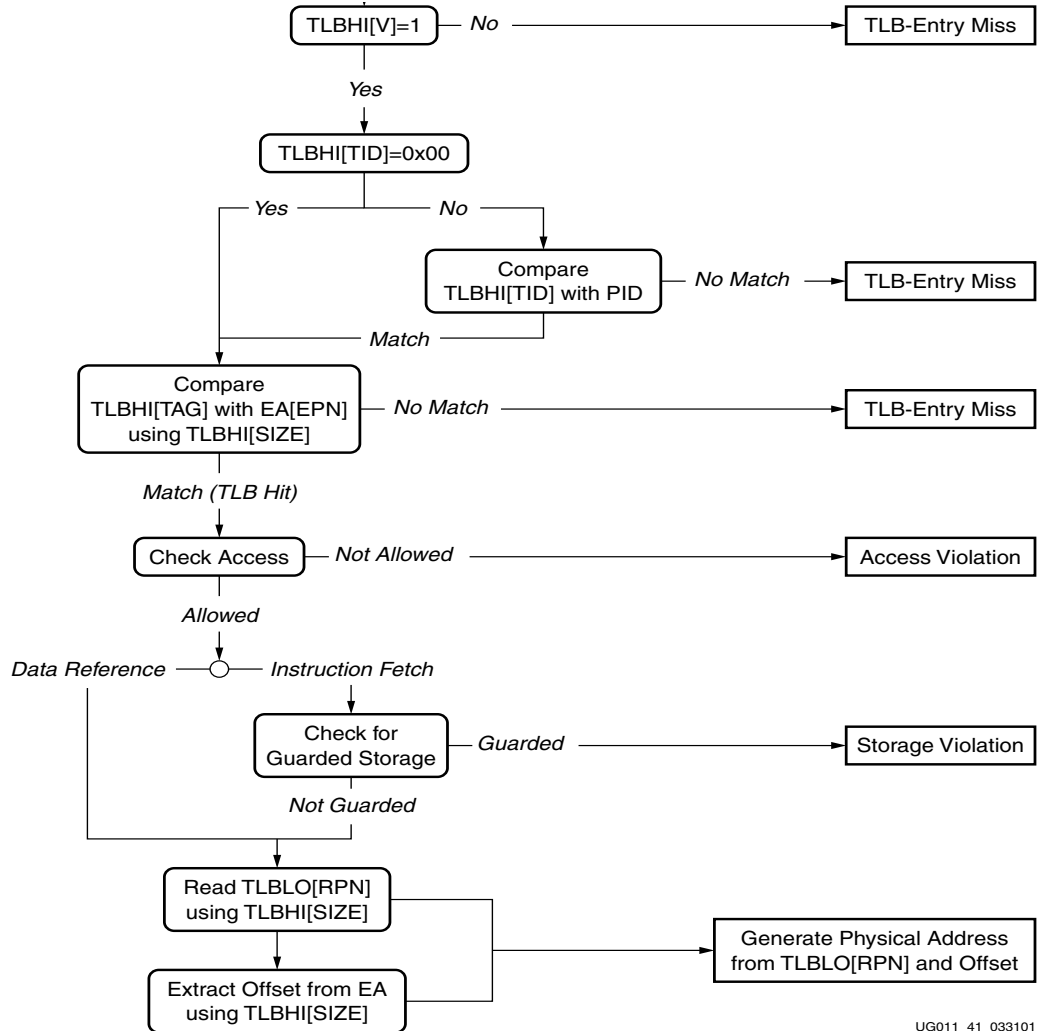 TLBHI[V]=1
No
TLB-Entry Miss
Yes
TLBHI[TID]=0x00
Yes
No
Compare
TLBHI[TID] with PID
No Match
TLB-Entry Miss
Match
Compare
TLBHI[TAG] with EA[EPN]
using TLBHI[SIZE]
No Match
TLB-Entry Miss
Match (TLB Hit)
Check Access
Not Allowed
Access Violation
Allowed
Data Reference
Instruction Fetch
Check for
Guarded Storage
Guarded
Storage Violation
Not Guarded
Read TLBLO[RPN]
using TLBHI[SIZE]
Generate Physical Address
from TLBLO[RPN] and Offset
Extract Offset from EA
using TLBHI[SIZE]
UG011_41_033101